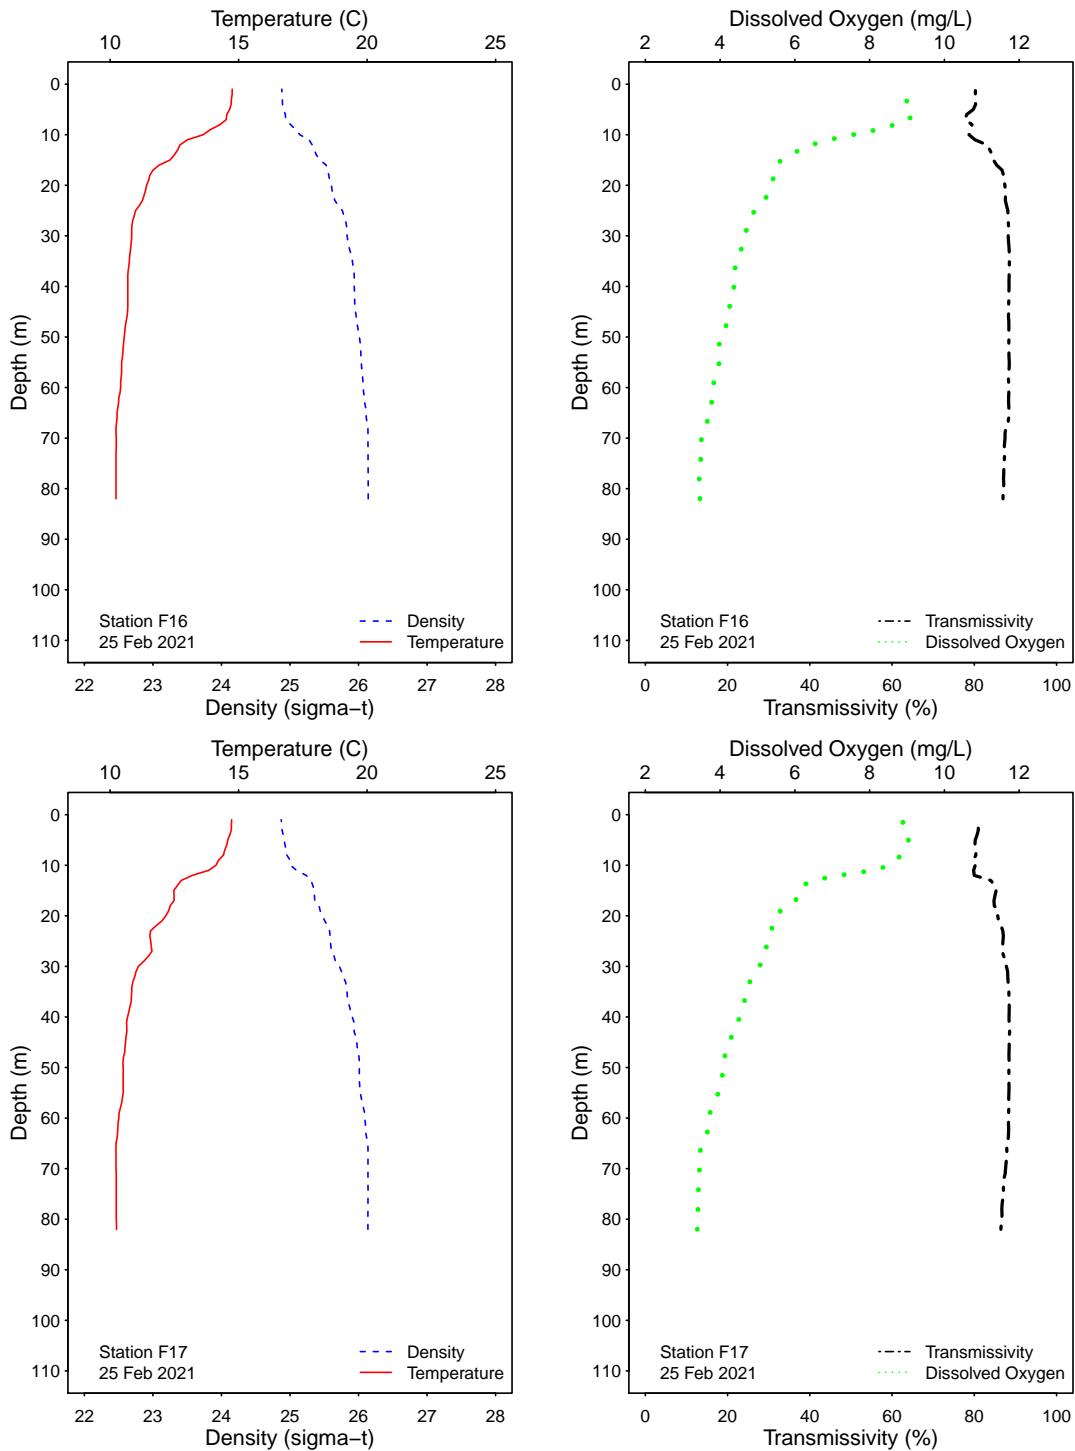 Temperature (C)
10 15 20 25
0
10
20
30
40
50
60
70
80
90
100
110
Depth (m)
Station F16
25 Feb 2021
Density
Temperature
22 23 24 25 26 27 28
Density (sigma−t)
Dissolved Oxygen (mg/L)
2 4 6 8 10 12
0
10
20
30
40
50
60
70
80
90
100
110
Depth (m)
Station F16
25 Feb 2021
Transmissivity
Dissolved Oxygen
0 20 40 60 80 100
Transmissivity (%)
Temperature (C)
10 15 20 25
0
10
20
30
40
50
60
70
80
90
100
110
Depth (m)
Station F17
25 Feb 2021
Density
Temperature
22 23 24 25 26 27 28
Density (sigma−t)
Dissolved Oxygen (mg/L)
2 4 6 8 10 12
0
10
20
30
40
50
60
70
80
90
100
110
Depth (m)
Station F17
25 Feb 2021
Transmissivity
Dissolved Oxygen
0 20 40 60 80 100
Transmissivity (%)